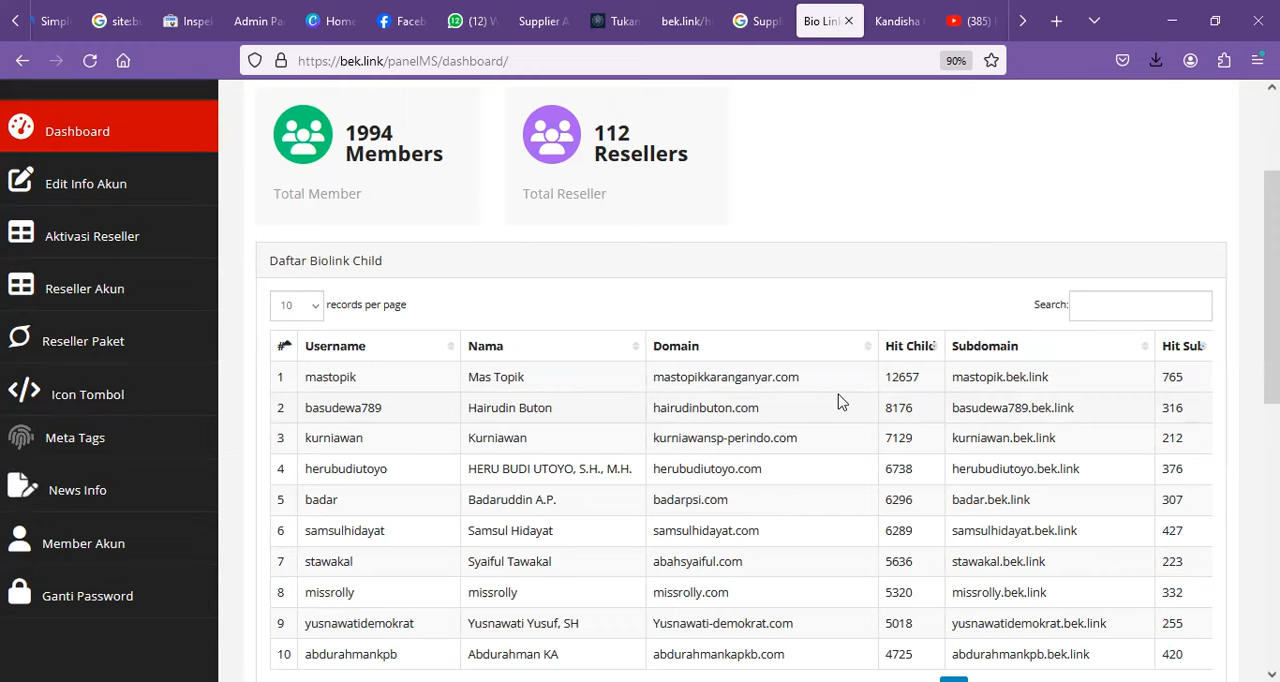 Simpl
site:bu
Inspe
Admin Pa
Home
Faceb
(12) W
Supplier A
Tukan
bek.link/h
Suppl
Bio Lin
Kandisha
(385)
https://bek.link/panelMS/dashboard/
90%
Dashboard
Edit Info Akun
Aktivasi Reseller
Reseller Akun
Reseller Paket
Icon Tombol
Meta Tags
News Info
Member Akun
Ganti Password
1994
Members
Total Member
112
Resellers
Total Reseller
Daftar Biolink Child
10 records per page
Search:
# Username Nama Domain Hit Child Subdomain Hit Sub
1 mastopik Mas Topik mastopikkaranganyar.com 12657 mastopik.bek.link 765
2 basudewa789 Hairudin Buton hairudinbuton.com 8176 basudewa789.bek.link 316
3 kurniawan Kurniawan kurniawansp-perindo.com 7129 kurniawan.bek.link 212
4 herubudiutoyo HERU BUDI UTOYO, S.H., M.H. herubudiutoyo.com 6738 herubudiutoyo.bek.link 376
5 badar Badaruddin A.P. badarpsi.com 6296 badar.bek.link 307
6 samsulhidayat Samsul Hidayat samsulhidayat.com 6289 samsulhidayat.bek.link 427
7 stawakal Syaiful Tawakal abahsyaiful.com 5636 stawakal.bek.link 223
8 missrolly missrolly missrolly.com 5320 missrolly.bek.link 332
9 yusnawatidemokrat Yusnawati Yusuf, SH Yusnawati-demokrat.com 5018 yusnawatidemokrat.bek.link 255
10 abdurahmankpb Abdurahman KA abdurahmankapkb.com 4725 abdurahmankpb.bek.link 420